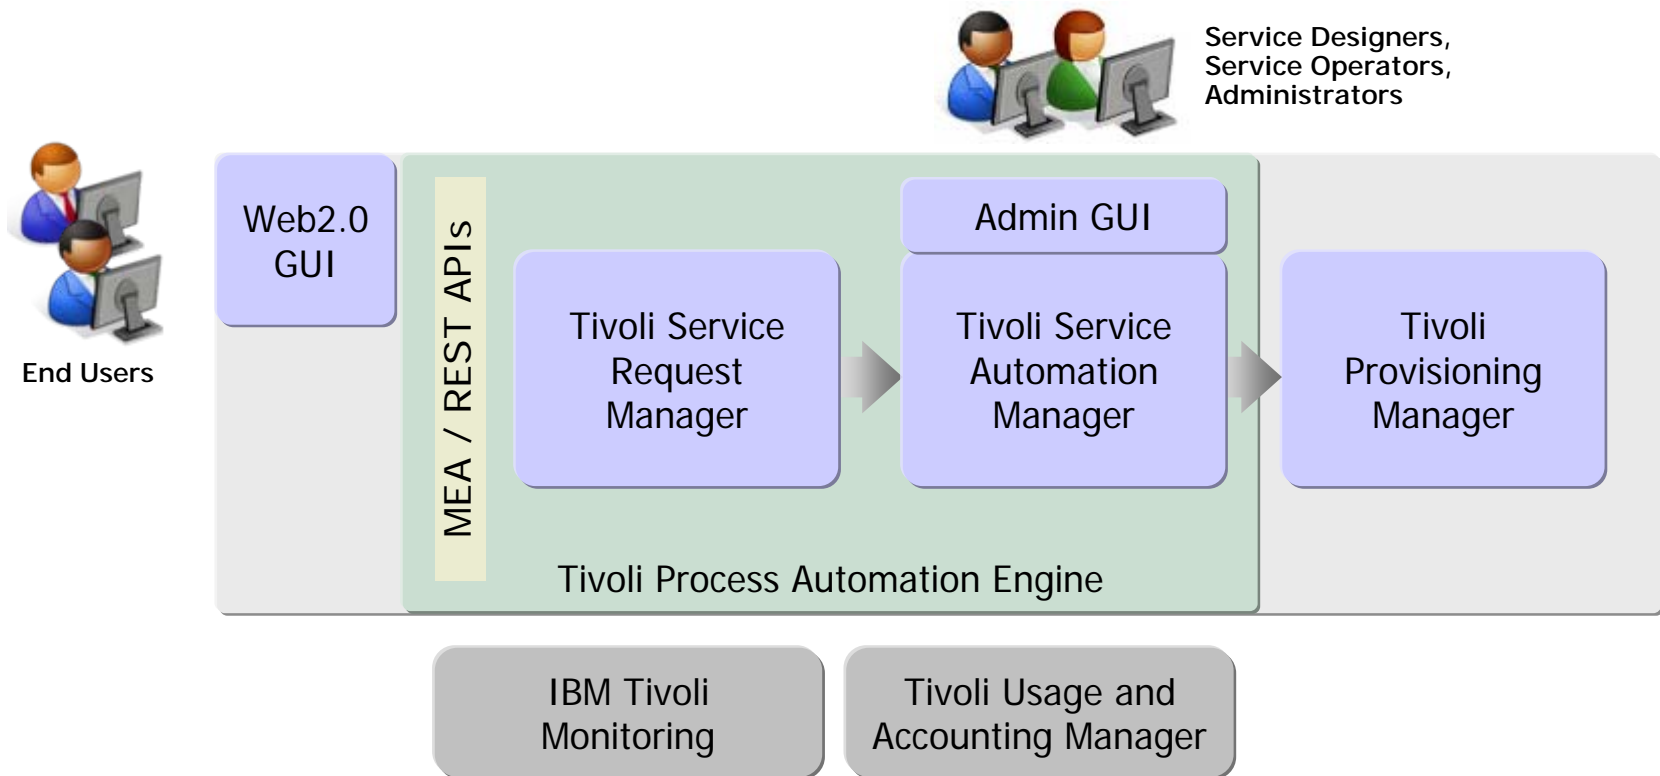 Service Designers,
Service Operators,
Administrators
End Users
Web2.0
GUI
MEA / REST APIs
Admin GUI
Tivoli Service
Request
Manager
Tivoli Service
Automation
Manager
Tivoli
Provisioning
Manager
Tivoli Process Automation Engine
IBM Tivoli
Monitoring
Tivoli Usage and
Accounting Manager